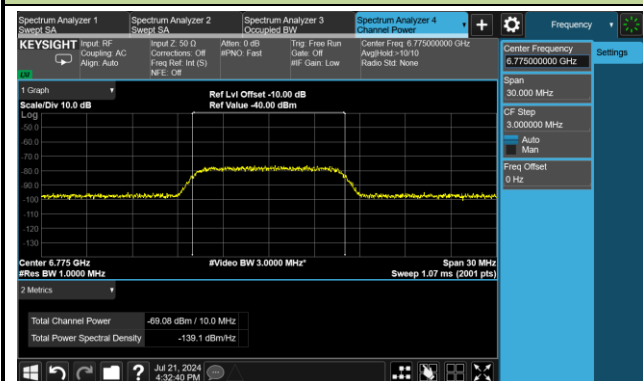 Spectrum Analyzer 1
Swept SA
Spectrum Analyzer 2
Swept SA
Spectrum Analyzer 3
Occupied BW
Spectrum Analyzer 4
Channel Power
Frequency
KEYSIGHT
Input: RF
Coupling: AC
Align: Auto
Input Z: 50 Ω
Corrections: Off
Freq Ref: Int (S)
NFE: Off
Atten: 0 dB
#PNO: Fast
Trig: Free Run
Gate: Off
#IF Gain: Low
Center Freq: 6.775000000 GHz
Avg|Hold:>10/10
Radio Std: None
Center Frequency
6.775000000 GHz
Settings
Span
30.000 MHz
CF Step
3.000000 MHz
Auto
Man
Freq Offset
0 Hz
1 Graph
Scale/Div 10.0 dB
Ref Lvl Offset -10.00 dB
Ref Value -40.00 dBm
Log
-50.0
-60.0
-70.0
-80.0
-90.0
-100
-110
-120
-130
Center 6.775 GHz
#Res BW 1.0000 MHz
#Video BW 3.0000 MHz*
Span 30 MHz
Sweep 1.07 ms (2001 pts)
2 Metrics
Total Channel Power -69.08 dBm / 10.0 MHz
Total Power Spectral Density -139.1 dBm/Hz
Jul 21, 2024
4:32:40 PM